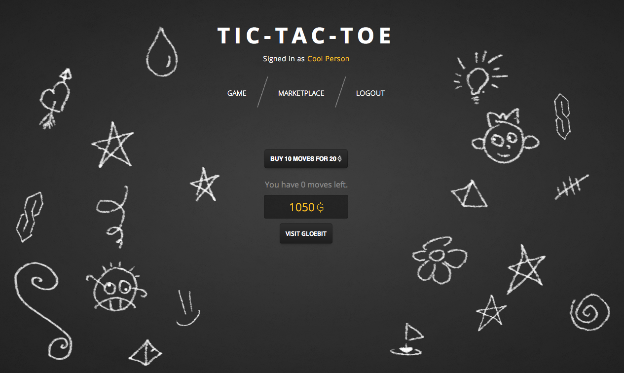 TIC-TAC-TOE
Signed in as Cool Person
GAME
MARKETPLACE
LOGOUT
BUY 10 MOVES FOR 20
You have 0 moves left.
1050
VISIT GLOEBIT